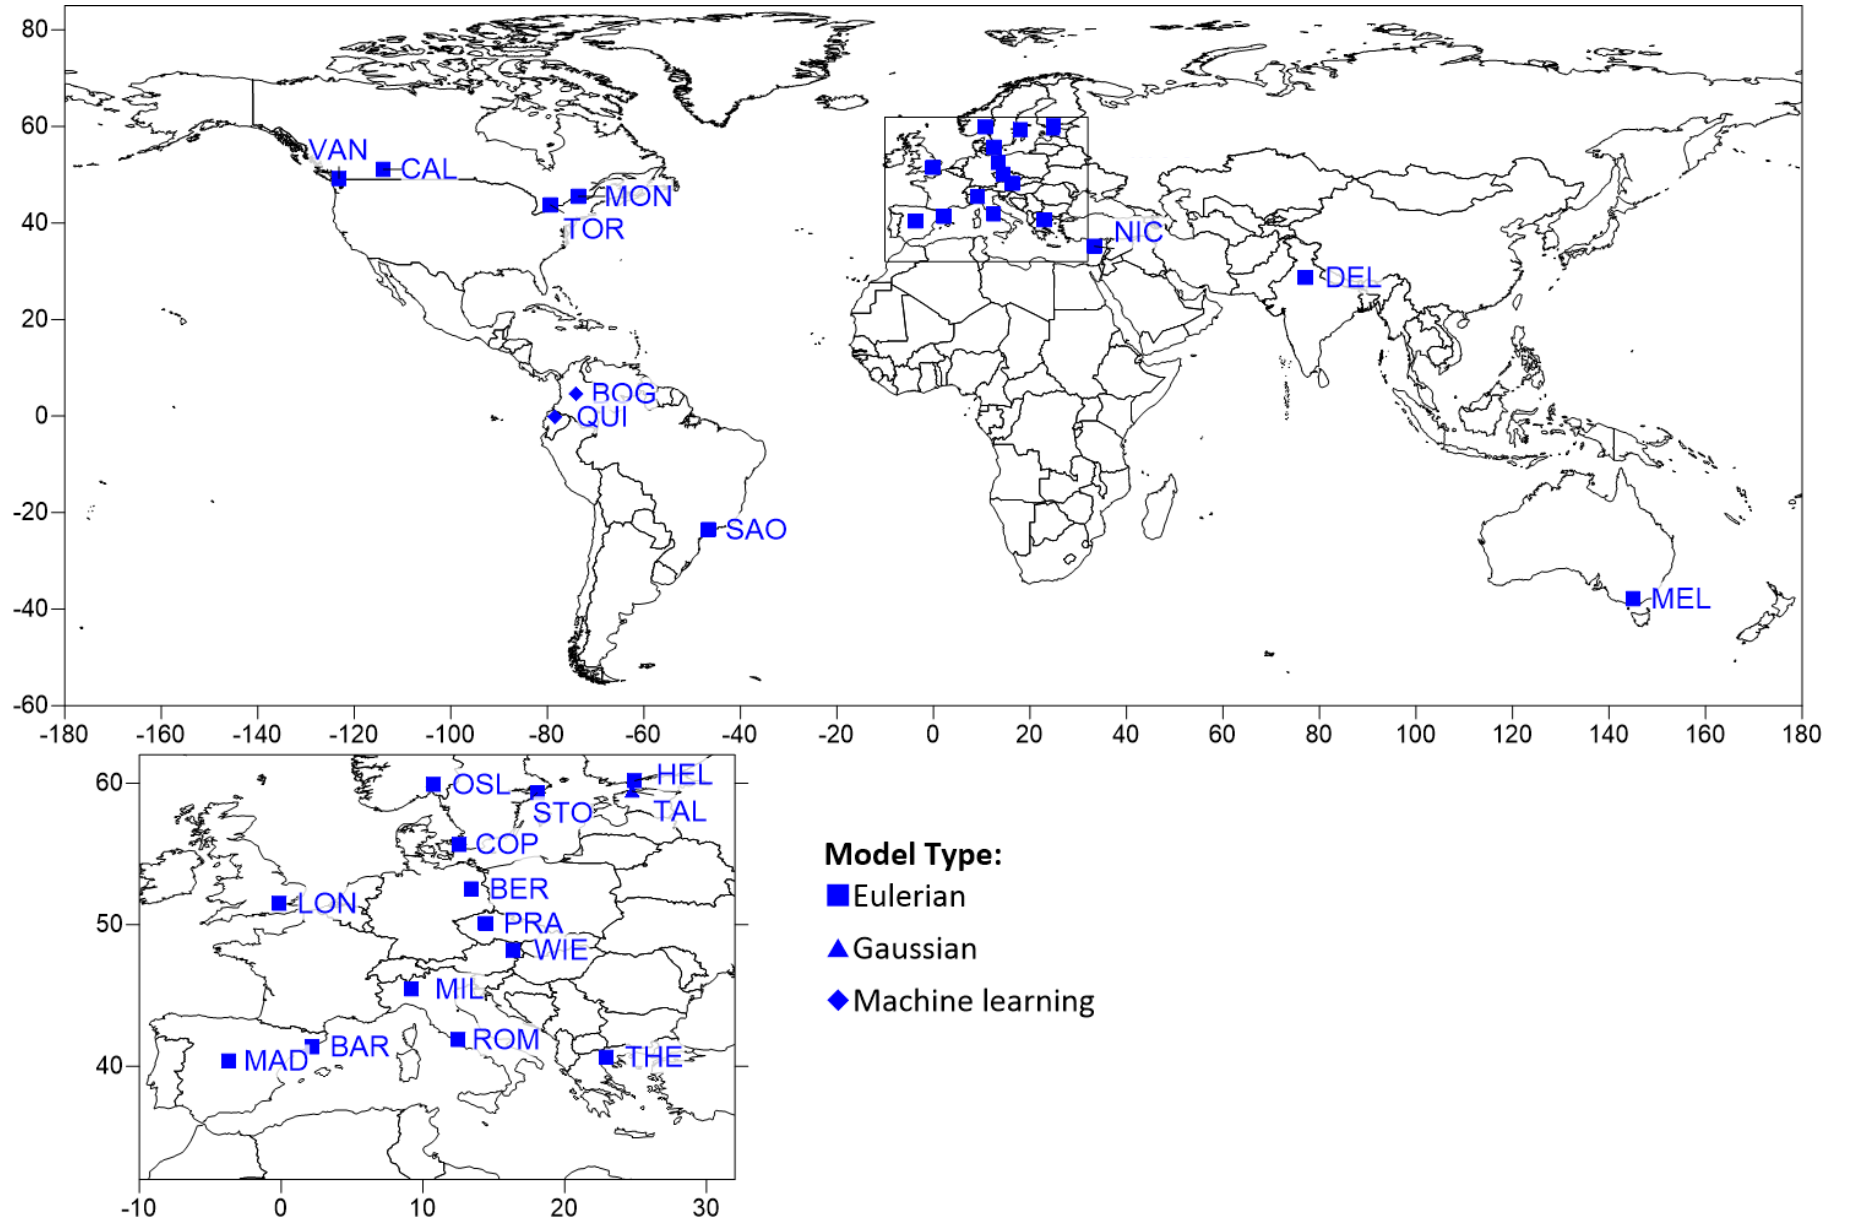 80
60
40
20
0
-20
-40
-60
VAN
CAL
MON
TOR
NIC
DEL
BOG
QUI
SAO
MEL
-180 -160 -140 -120 -100 -80 -60 -40 -20 0 20 40 60 80 100 120 140 160 180
60
50
40
OSL
HEL
STO
TAL
COP
BER
LON
PRA
WIE
MIL
ROM
BAR
MAD
THE
-10 0 10 20 30
Model Type:
Eulerian
Gaussian
Machine learning